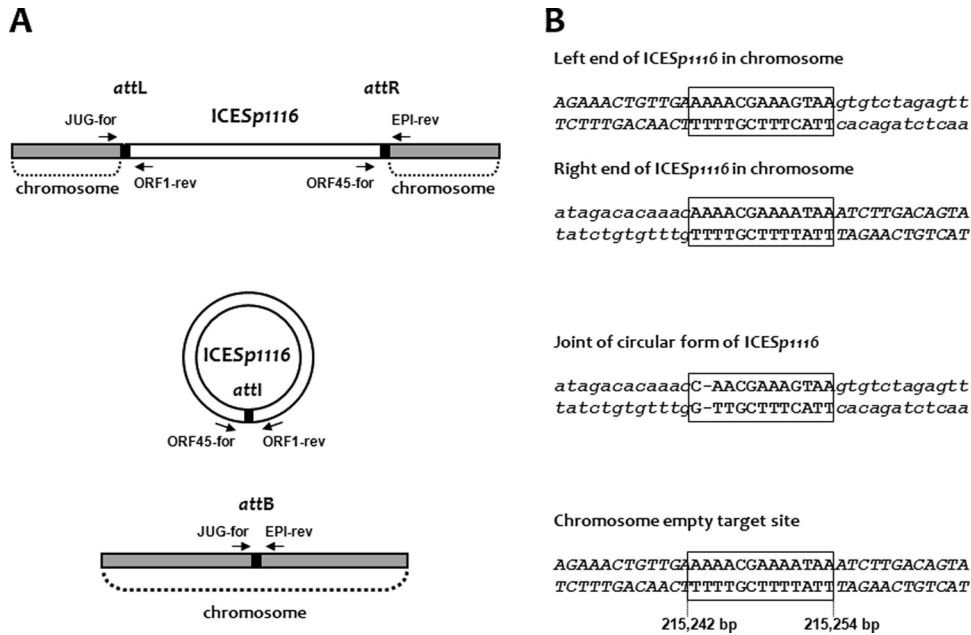 A
attL
attR
ICESp1116
JUG-for
EPI-rev
chromosome
ORF1-rev
ORF45-for
chromosome
ICESp1116
attI
ORF45-for
ORF1-rev
attB
JUG-for
EPI-rev
chromosome
B
Left end of ICESp1116 in chromosome
AGAAACTGTTGAAAAACGAAAGTAAgtgtctagagtt
TCTTTGACAACTTTTTGCTTTCATTcacagatctcaa
Right end of ICESp1116 in chromosome
atagacacaaacAAAACGAAAATAAATCTTGACAGTA
tatctgtgtttgTTTTGCTTTTATTTAGAACTGTCAT
Joint of circular form of ICESp1116
atagacacaaacC-AACGAAAGTAAgtgtctagagtt
tatctgtgtttgG-TTGCTTTCATTcacagatctcaa
Chromosome empty target site
AGAAACTGTTGAAAAACGAAAATAAATCTTGACAGTA
TCTTTGACAACTTTTTGCTTTTATTTAGAACTGTCAT
215,242 bp
215,254 bp